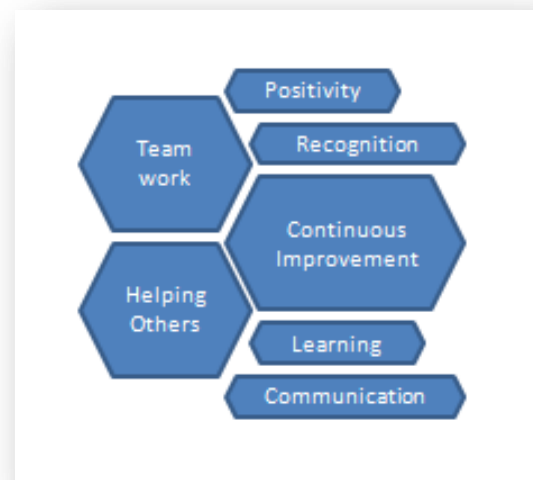 Positivity
Recognition
Team
work
Continuous
Improvement
Helping
Others
Learning
Communication